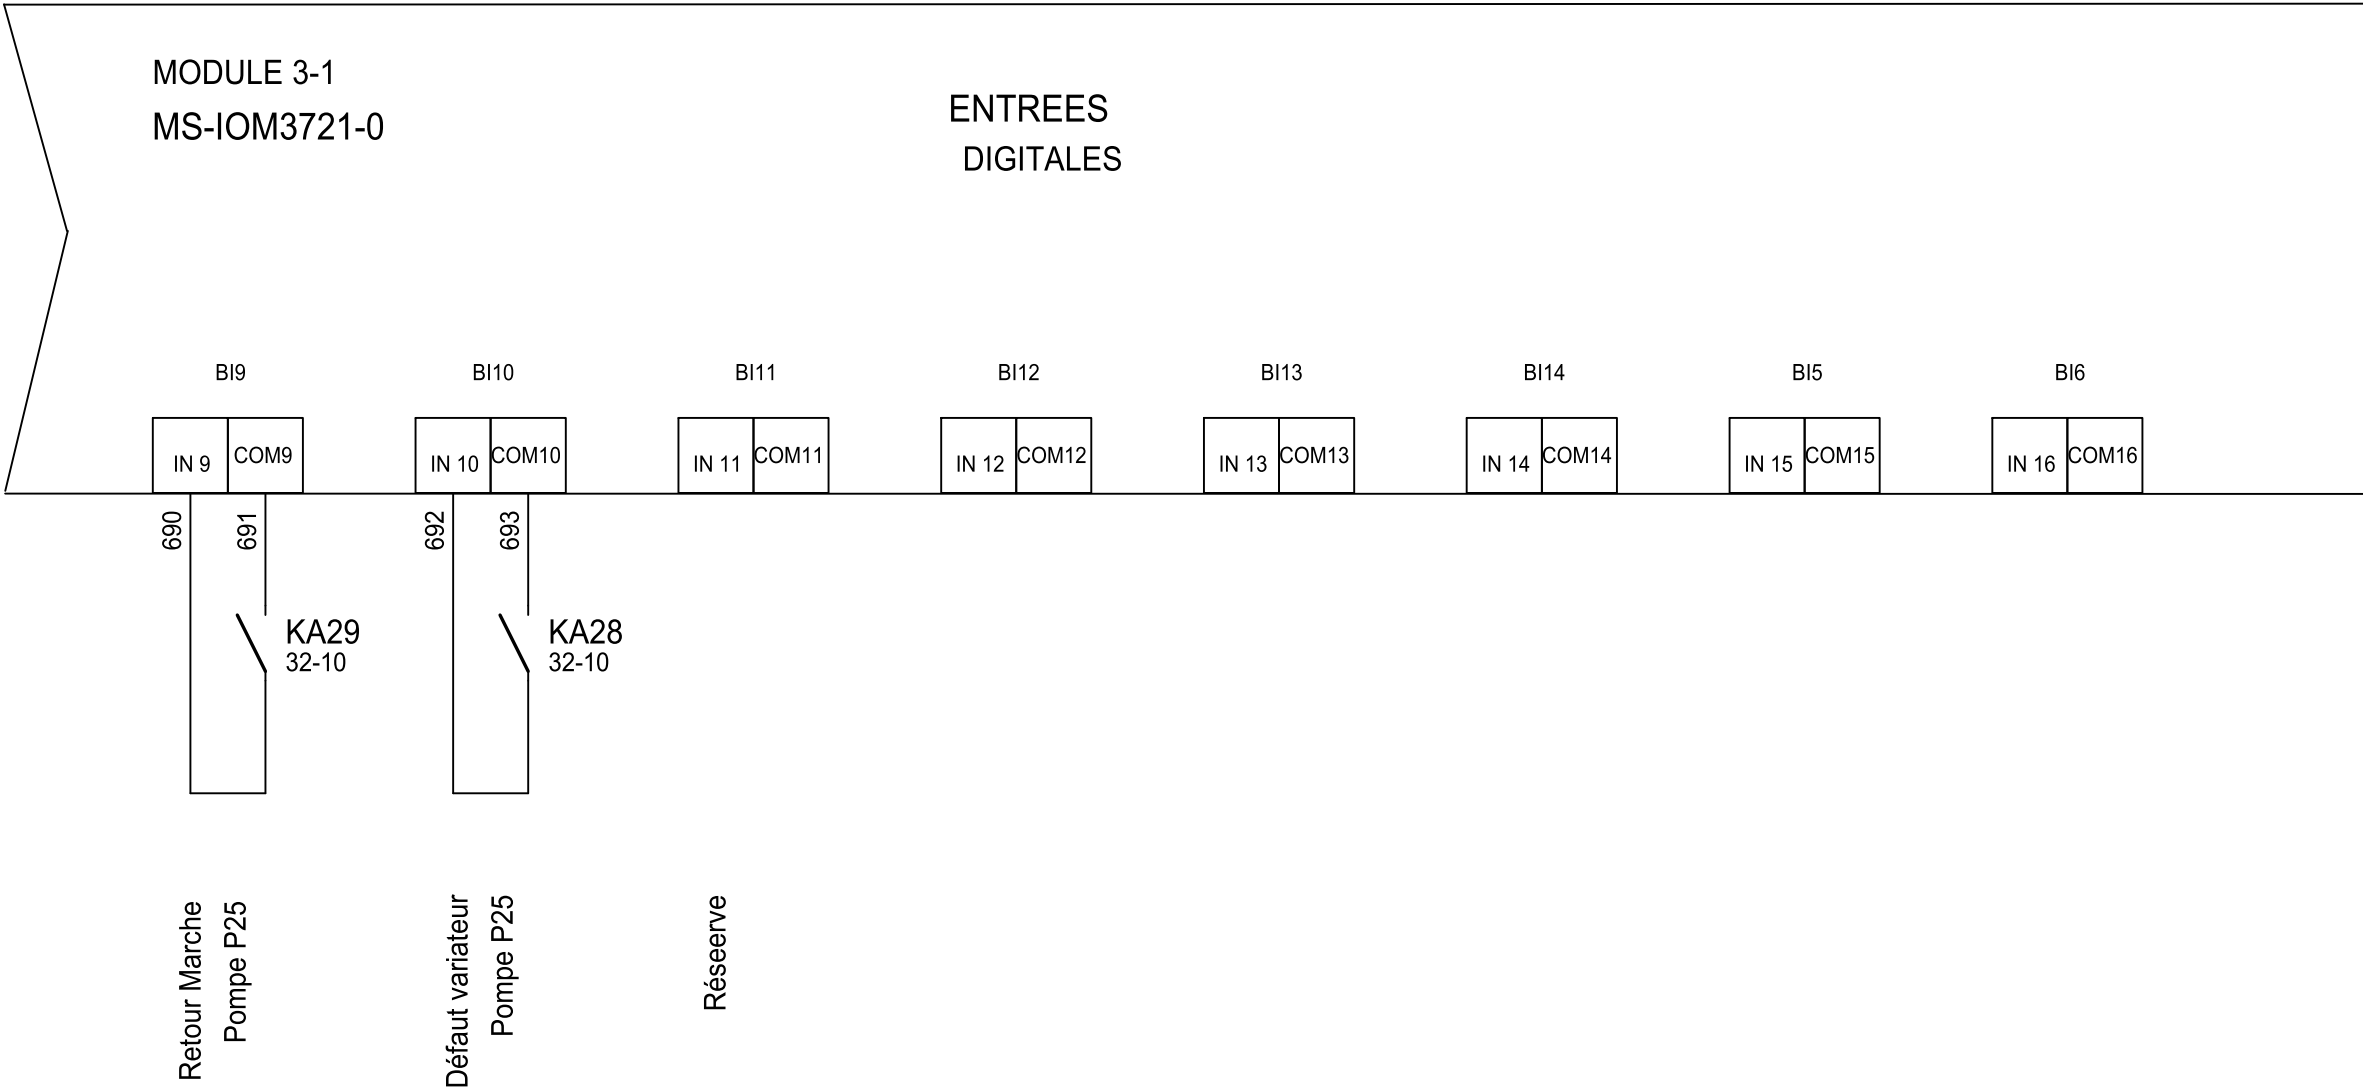 MODULE 3-1
MS-IOM3721-0
ENTREES
DIGITALES
BI9
BI10
BI11
BI12
BI13
BI14
BI5
BI6
IN 9
COM9
IN 10
COM10
IN 11
COM11
IN 12
COM12
IN 13
COM13
IN 14
COM14
IN 15
COM15
IN 16
COM16
690
691
692
693
KA29
32-10
KA28
32-10
Retour Marche
Pompe P25
Défaut variateur
Pompe P25
Réseerve